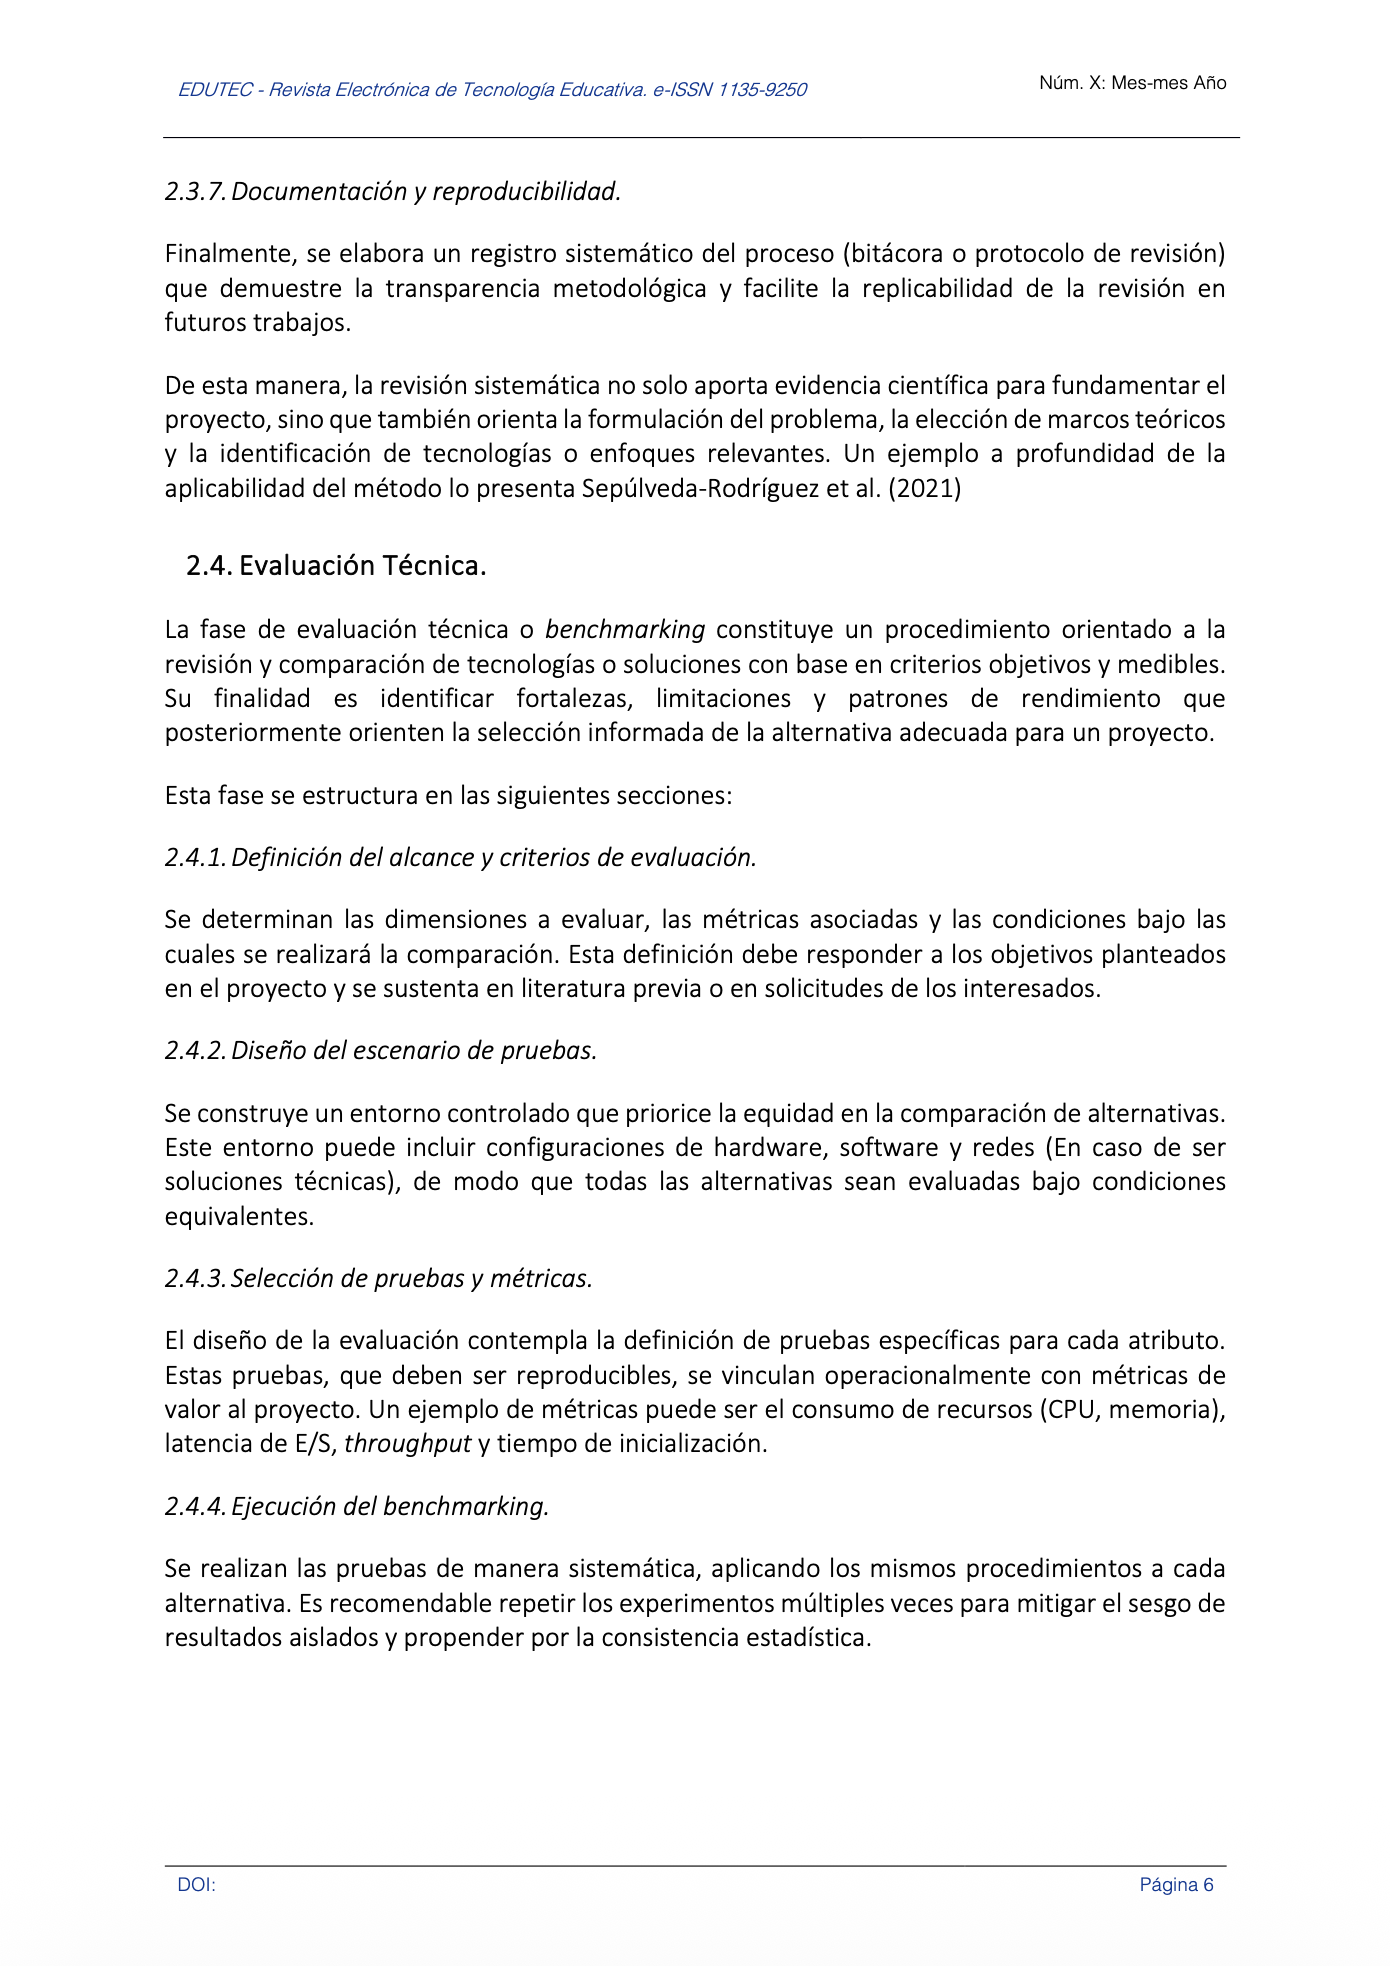 EDUTEC - Revista Electrónica de Tecnología Educativa. e-ISSN 1135-9250
Núm. X: Mes-mes Año
2.3.7. Documentación y reproducibilidad.
Finalmente, se elabora un registro sistemático del proceso (bitácora o protocolo de revisión)
que demuestre la transparencia metodológica y facilite la replicabilidad de la revisión en
futuros trabajos.
De esta manera, la revisión sistemática no solo aporta evidencia científica para fundamentar el
proyecto, sino que también orienta la formulación del problema, la elección de marcos teóricos
y la identificación de tecnologías o enfoques relevantes. Un ejemplo a profundidad de la
aplicabilidad del método lo presenta Sepúlveda-Rodríguez et al. (2021)
2.4. Evaluación Técnica.
La fase de evaluación técnica o benchmarking constituye un procedimiento orientado a la
revisión y comparación de tecnologías o soluciones con base en criterios objetivos y medibles.
Su finalidad es identificar fortalezas, limitaciones y patrones de rendimiento que
posteriormente orienten la selección informada de la alternativa adecuada para un proyecto.
Esta fase se estructura en las siguientes secciones:
2.4.1. Definición del alcance y criterios de evaluación.
Se determinan las dimensiones a evaluar, las métricas asociadas y las condiciones bajo las
cuales se realizará la comparación. Esta definición debe responder a los objetivos planteados
en el proyecto y se sustenta en literatura previa o en solicitudes de los interesados.
2.4.2. Diseño del escenario de pruebas.
Se construye un entorno controlado que priorice la equidad en la comparación de alternativas.
Este entorno puede incluir configuraciones de hardware, software y redes (En caso de ser
soluciones técnicas), de modo que todas las alternativas sean evaluadas bajo condiciones
equivalentes.
2.4.3. Selección de pruebas y métricas.
El diseño de la evaluación contempla la definición de pruebas específicas para cada atributo.
Estas pruebas, que deben ser reproducibles, se vinculan operacionalmente con métricas de
valor al proyecto. Un ejemplo de métricas puede ser el consumo de recursos (CPU, memoria),
latencia de E/S, throughput y tiempo de inicialización.
2.4.4. Ejecución del benchmarking.
Se realizan las pruebas de manera sistemática, aplicando los mismos procedimientos a cada
alternativa. Es recomendable repetir los experimentos múltiples veces para mitigar el sesgo de
resultados aislados y propender por la consistencia estadística.
DOI:
Página 6